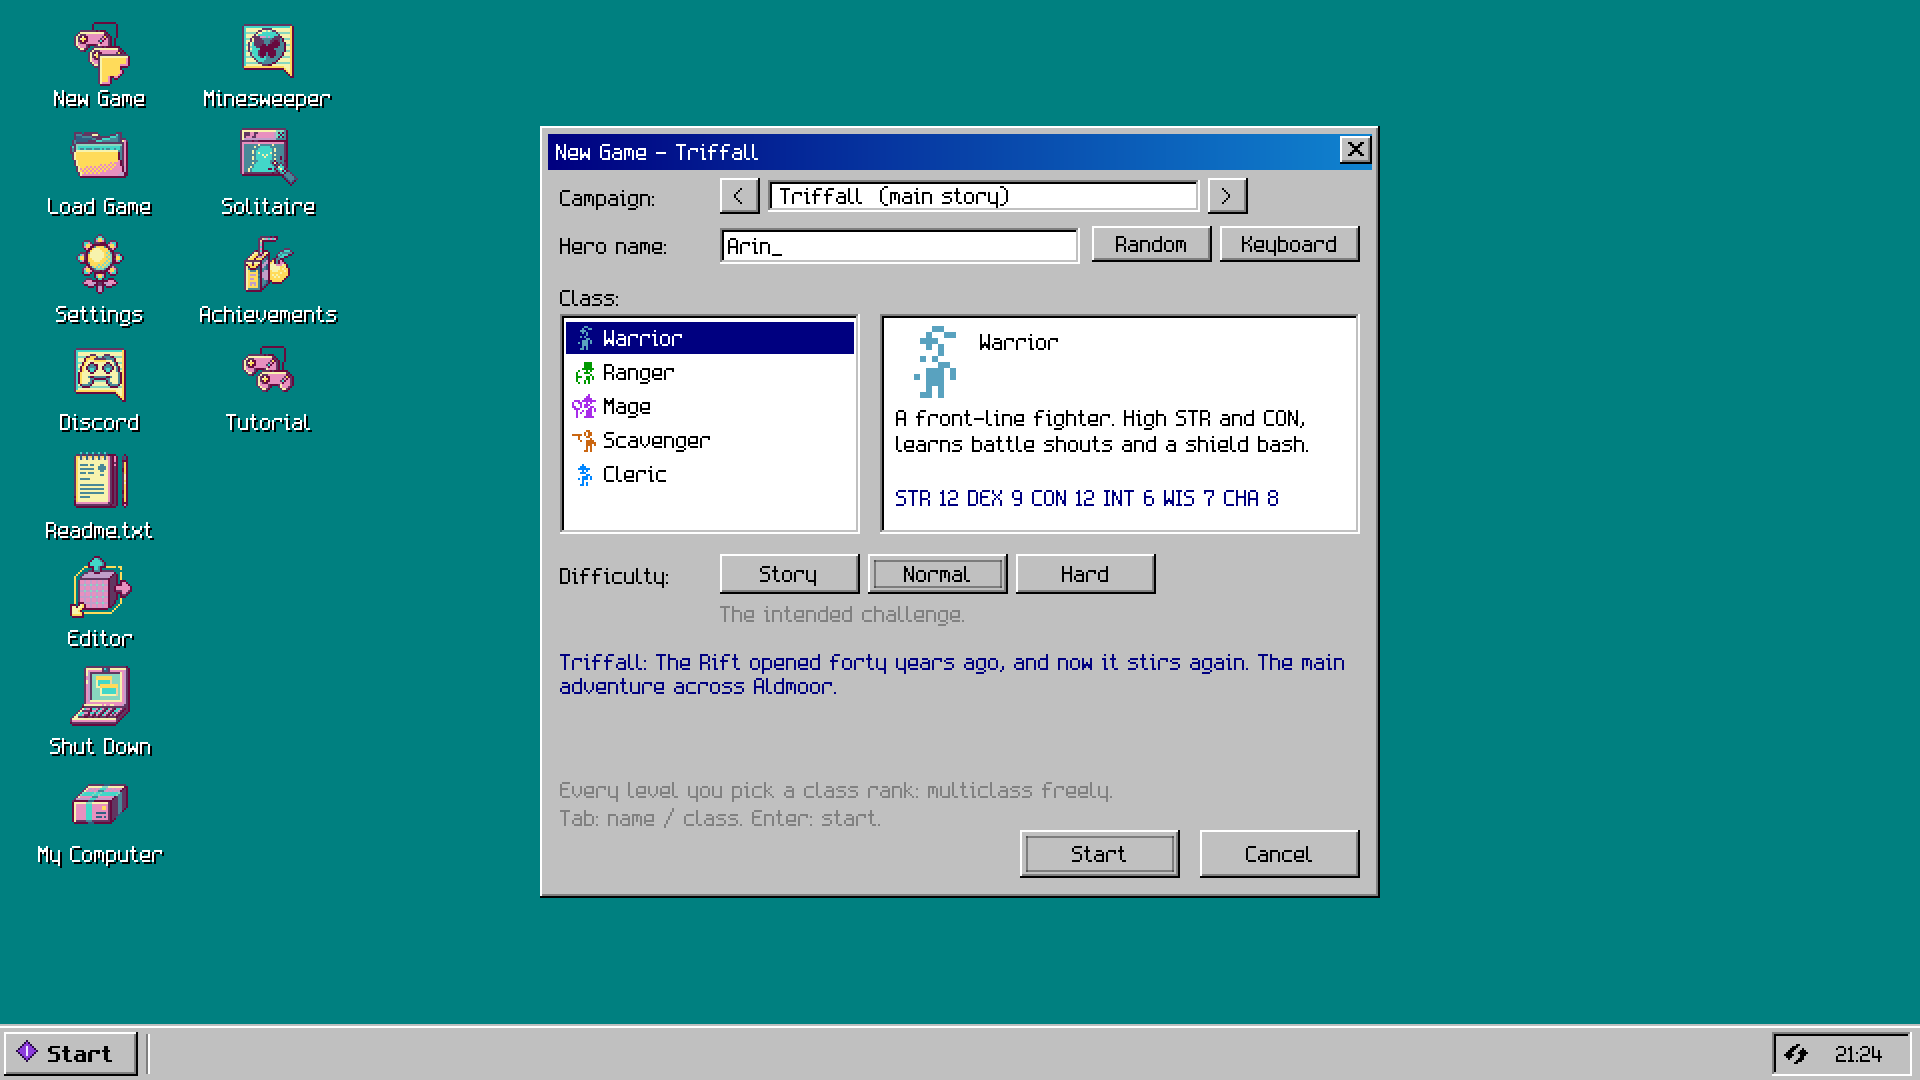 New Game
Minesweeper
Load Game
Solitaire
Settings
Achievements
Discord
Tutorial
Readme.txt
Editor
Shut Down
My Computer
New Game - Triffall
Campaign:
<
Triffall (main story)
>
Hero name:
Arin_
Random
Keyboard
Class:
Warrior
Ranger
Mage
Scavenger
Cleric
Warrior
A front-line fighter. High STR and CON,
learns battle shouts and a shield bash.
STR 12 DEX 9 CON 12 INT 6 WIS 7 CHA 8
Difficulty:
Story
Normal
Hard
The intended challenge.
Triffall: The Rift opened forty years ago, and now it stirs again. The main
adventure across Aldmoor.
Every level you pick a class rank: multiclass freely.
Tab: name / class. Enter: start.
Start
Cancel
Start
21:24